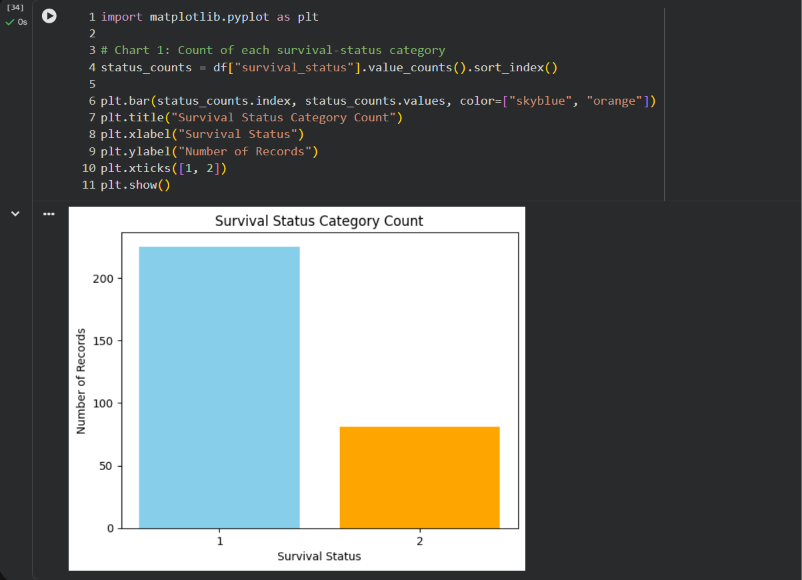 [34]
0s
1 import matplotlib.pyplot as plt
2
3 # Chart 1: Count of each survival-status category
4 status_counts = df["survival_status"].value_counts().sort_index()
5
6 plt.bar(status_counts.index, status_counts.values, color=["skyblue", "orange"])
7 plt.title("Survival Status Category Count")
8 plt.xlabel("Survival Status")
9 plt.ylabel("Number of Records")
10 plt.xticks([1, 2])
11 plt.show()
Survival Status Category Count
Number of Records
200
150
100
50
0
1 2
Survival Status